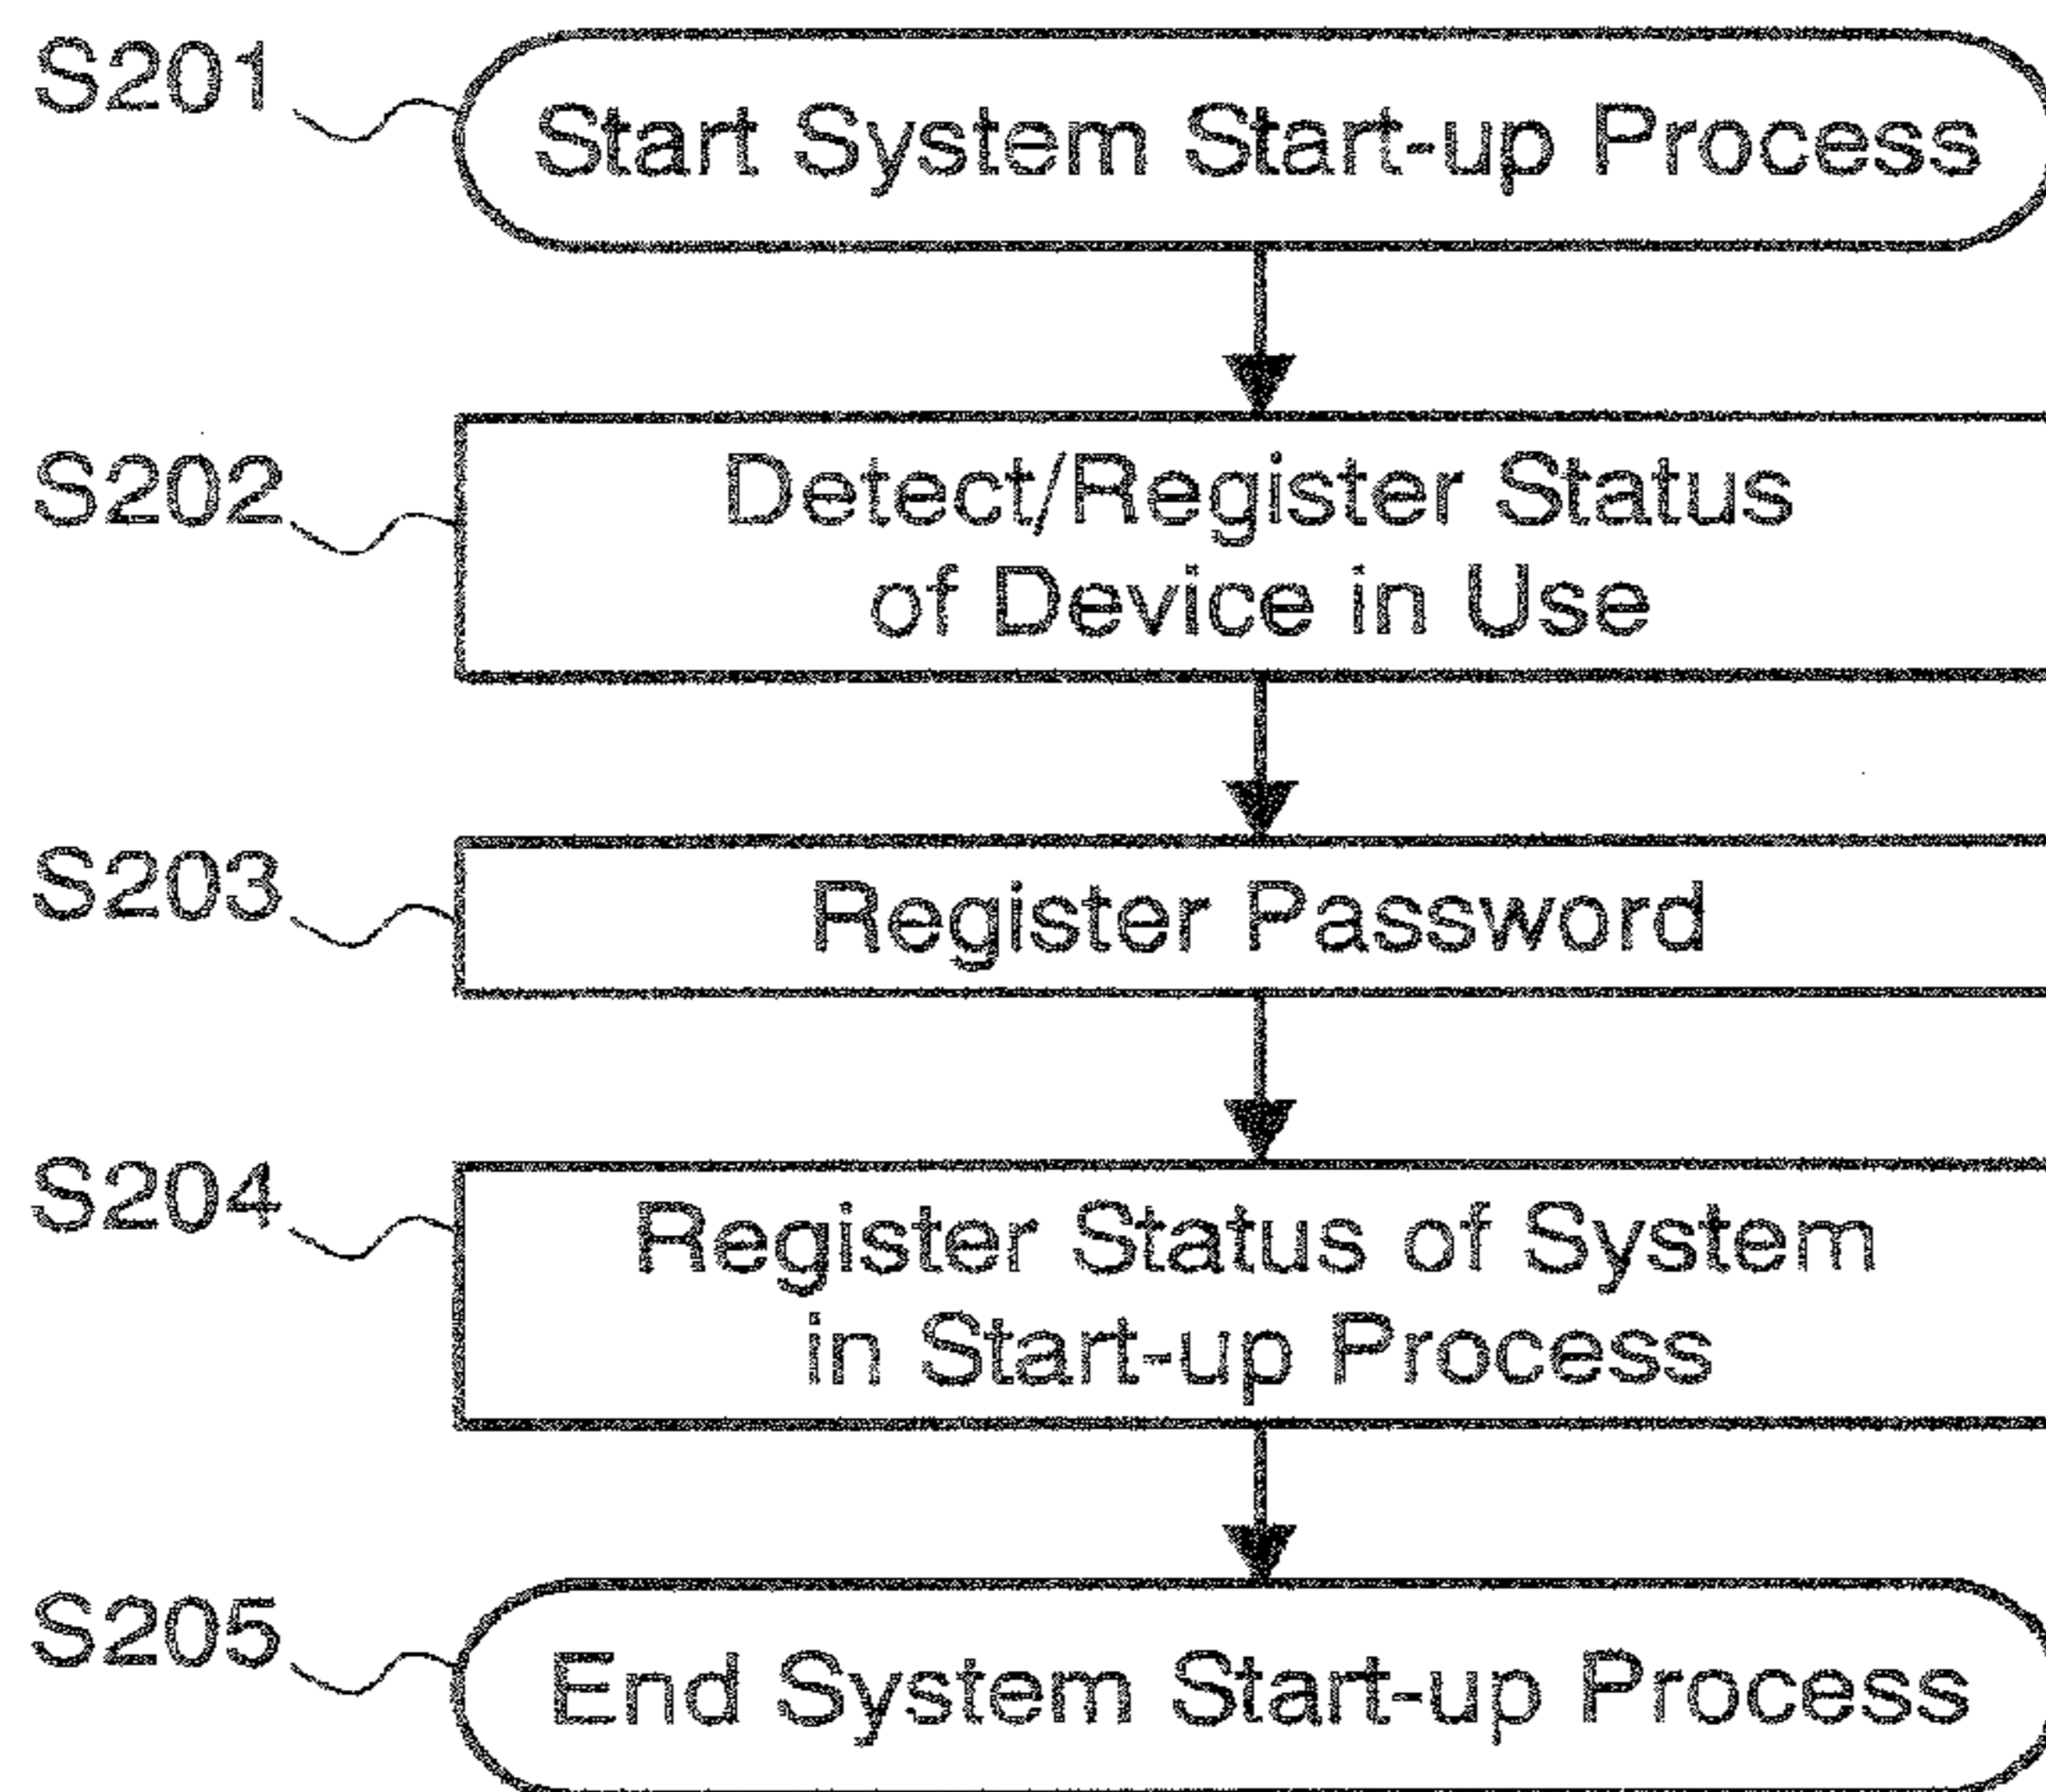 S201
Start System Start-up Process
S202
Detect/Register Status
of Device in Use
S203
Register Password
S204
Register Status of System
in Start-up Process
S205
End System Start-up Process